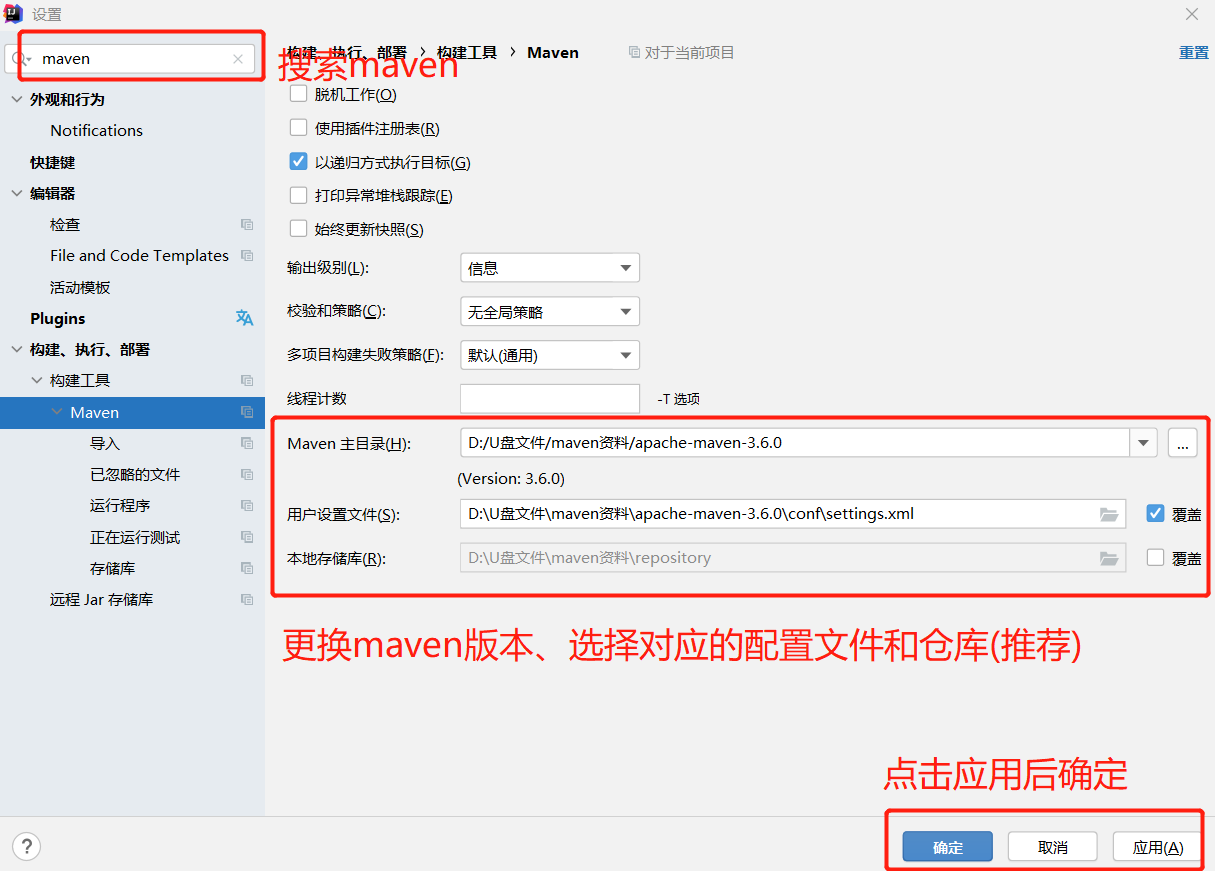 设置
maven
搜索maven
构建、执行、部署 › 构建工具 › Maven
对于当前项目
重置
外观和行为
Notifications
快捷键
编辑器
检查
File and Code Templates
活动模板
Plugins
构建、执行、部署
构建工具
Maven
导入
已忽略的文件
运行程序
正在运行测试
存储库
远程 Jar 存储库
脱机工作(O)
使用插件注册表(R)
以递归方式执行目标(G)
打印异常堆栈跟踪(E)
始终更新快照(S)
输出级别(L): 信息
校验和策略(C): 无全局策略
多项目构建失败策略(F): 默认(通用)
线程计数 -T 选项
Maven 主目录(H): D:/U盘文件/maven资料/apache-maven-3.6.0 ...
(Version: 3.6.0)
用户设置文件(S): D:\U盘文件\maven资料\apache-maven-3.6.0\conf\settings.xml 覆盖
本地存储库(R): D:\U盘文件\maven资料\repository 覆盖
更换maven版本、选择对应的配置文件和仓库(推荐)
点击应用后确定
?
确定 取消 应用(A)